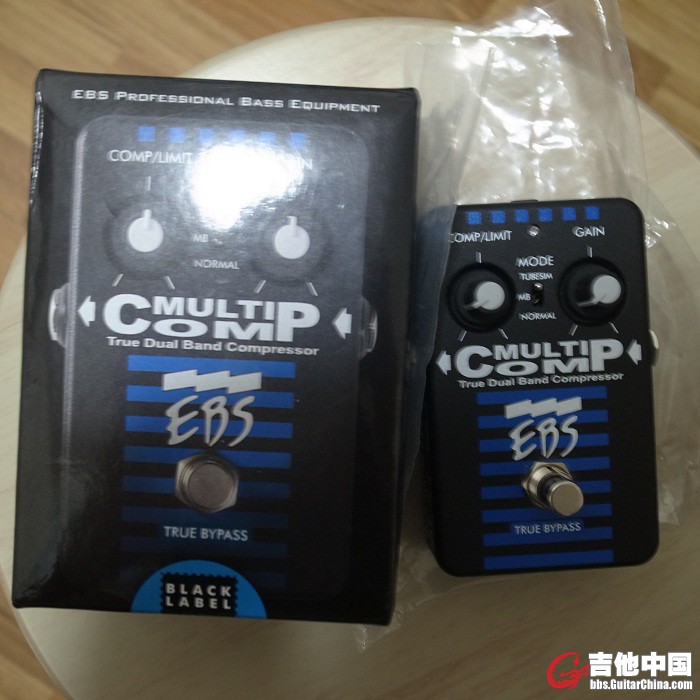 EBS PROFESSIONAL BASS EQUIPMENT
COMP/LIMIT
MB
NORMAL
MULTI
COMP
True Dual Band Compressor
EBS
TRUE BYPASS
BLACK
LABEL
COMP/LIMIT
GAIN
MODE
TUBESIM
MB
NORMAL
MULTI
COMP
True Dual Band Compressor
EBS
TRUE BYPASS
吉他中国
bbs.GuitarChina.com